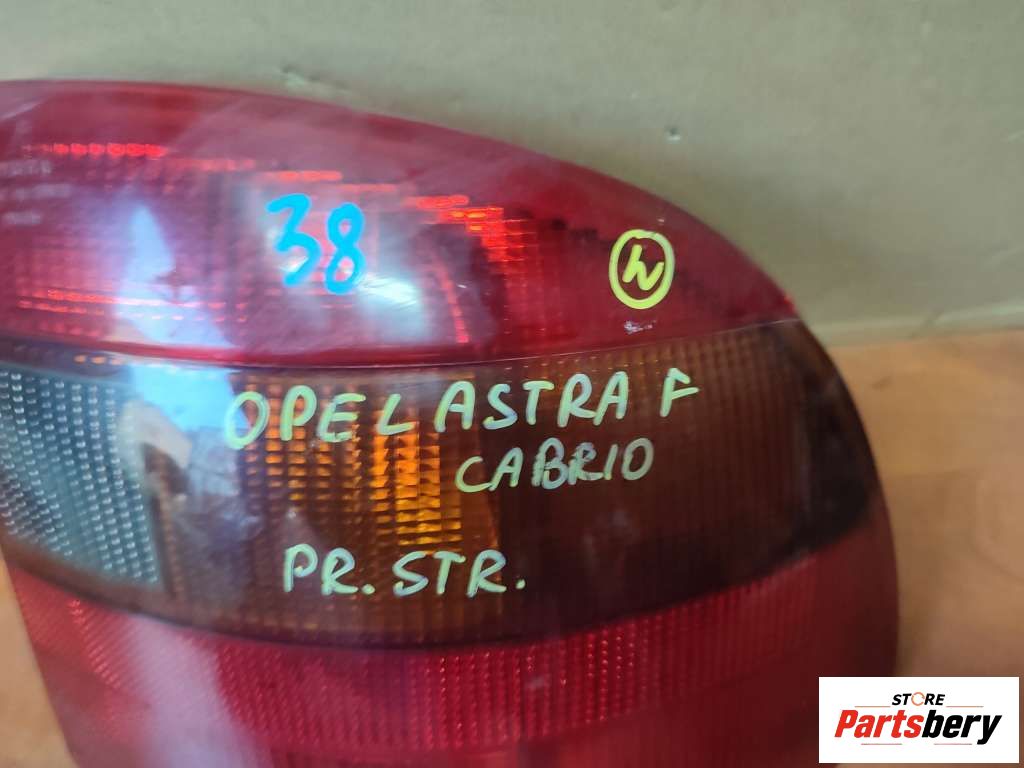 38
OPEL ASTRA F
CABRIO
PR. STR.
STORE
Partsbery